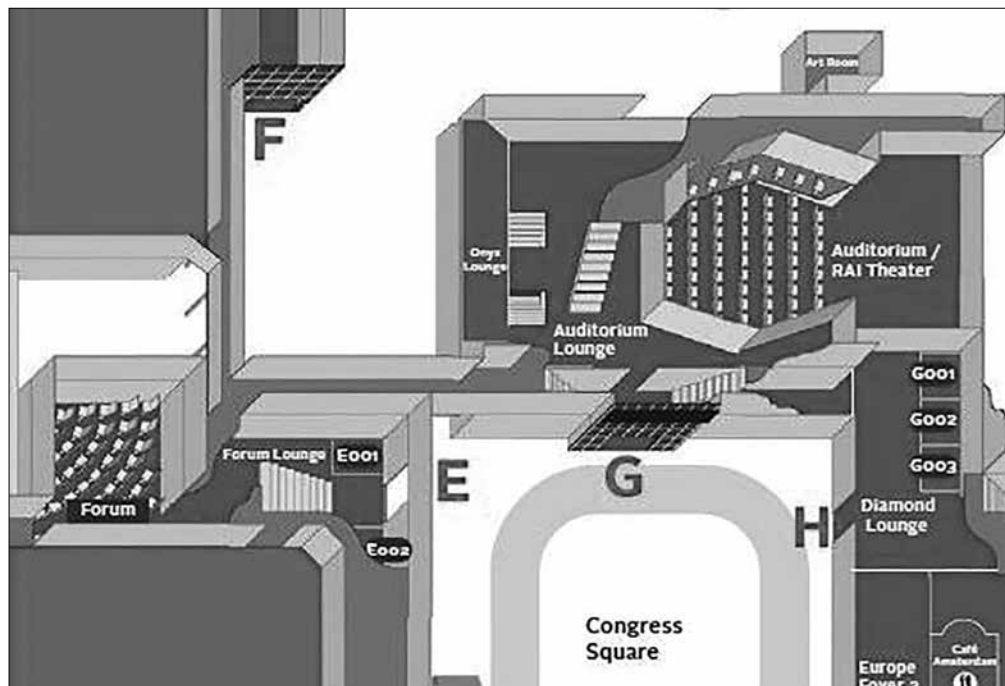 Art Room
F
Onyx
Lounge
Auditorium /
RAI Theater
Auditorium
Lounge
G001
G002
G003
Forum Lounge
E001
E
G
H
Diamond
Lounge
Forum
E002
Congress
Square
Europe
Foyer 2
Café
Amsterdam